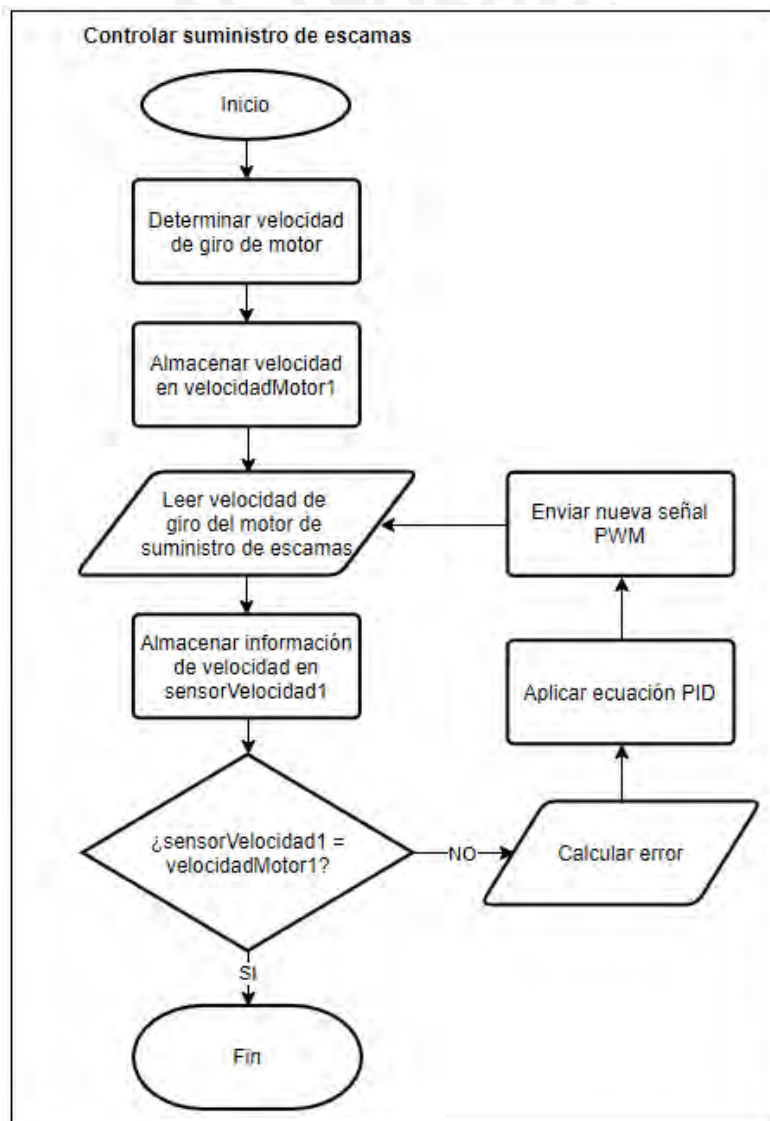 Controlar suministro de escamas
Inicio
Determinar velocidad
de giro de motor
Almacenar velocidad
en velocidadMotor1
Leer velocidad de
giro del motor de
suministro de escamas
Enviar nueva señal
PWM
Almacenar información
de velocidad en
sensorVelocidad1
Aplicar ecuación PID
¿sensorVelocidad1 =
velocidadMotor1?
NO
Calcular error
SI
Fin